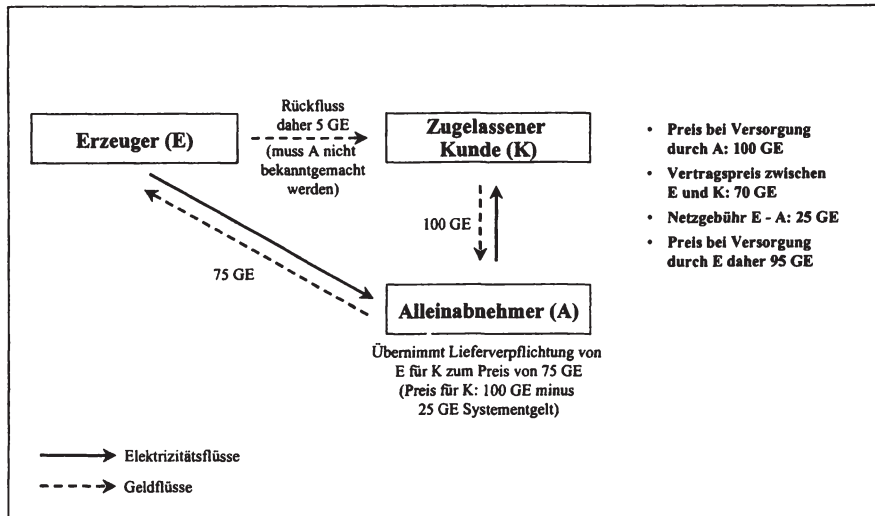 Erzeuger (E)
Rückfluss
daher 5 GE
(muss A nicht
bekanntgemacht
werden)
Zugelassener
Kunde (K)
• Preis bei Versorgung
durch A: 100 GE
• Vertragspreis zwischen
E und K: 70 GE
• Netzgebühr E - A: 25 GE
• Preis bei Versorgung
durch E daher 95 GE
100 GE
75 GE
Alleinabnehmer (A)
Übernimmt Lieferverpflichtung von
E für K zum Preis von 75 GE
(Preis für K: 100 GE minus
25 GE Systementgelt)
Elektrizitätsflüsse
Geldflüsse